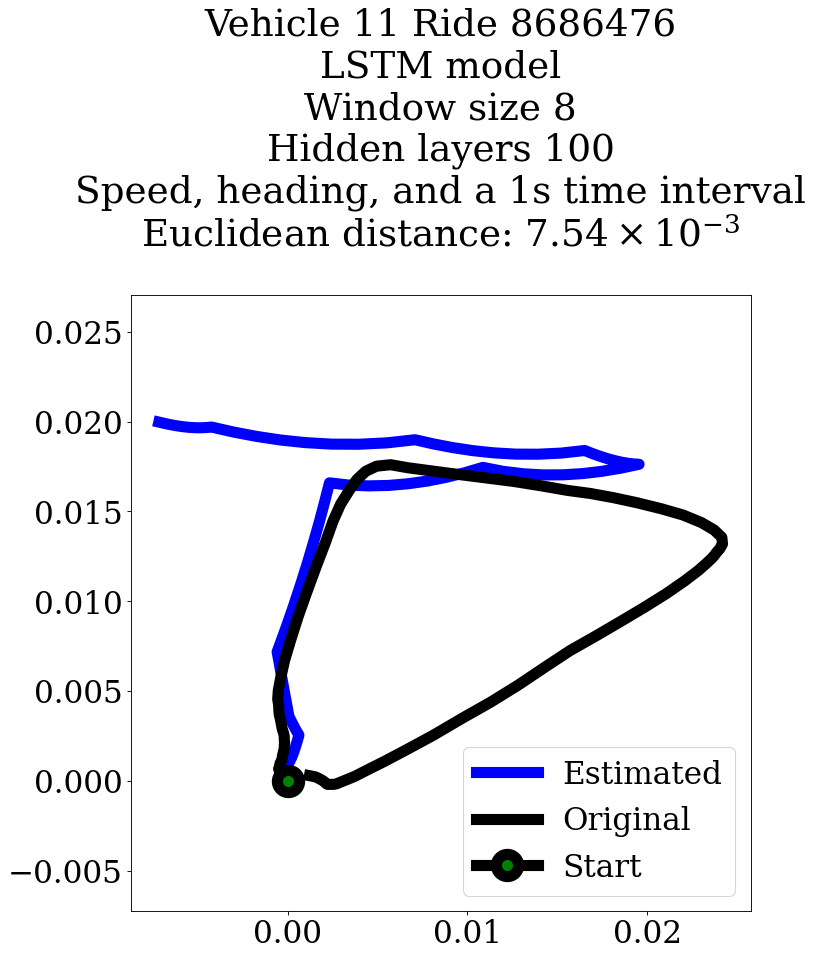 Vehicle 11 Ride 8686476
LSTM model
Window size 8
Hidden layers 100
Speed, heading, and a 1s time interval
Euclidean distance: 7.54 × 10⁻³
0.025
0.020
0.015
0.010
0.005
0.000
−0.005
0.00 0.01 0.02
Estimated
Original
Start